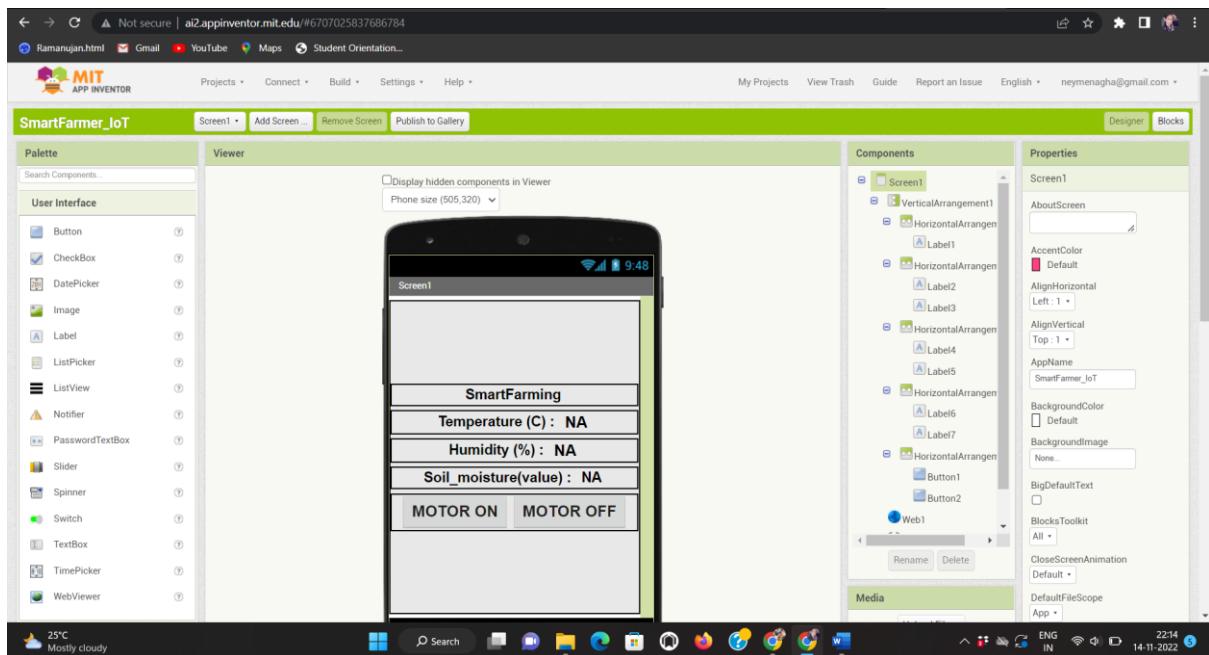 Not secure | ai2.appinventor.mit.edu/#6707025837686784
Ramanujan.html Gmail YouTube Maps Student Orientation...
MIT
APP INVENTOR
Projects Connect Build Settings Help My Projects View Trash Guide Report an Issue English neymenagha@gmail.com
SmartFarmer_IoT Screen1 Add Screen ... Remove Screen Publish to Gallery Designer Blocks
Palette
Search Components...
User Interface
Button
CheckBox
DatePicker
Image
Label
ListPicker
ListView
Notifier
PasswordTextBox
Slider
Spinner
Switch
TextBox
TimePicker
WebViewer
Viewer
Display hidden components in Viewer
Phone size (505,320)
9:48
Screen1
SmartFarming
Temperature (C) : NA
Humidity (%) : NA
Soil_moisture(value) : NA
MOTOR ON MOTOR OFF
Components
Screen1
VerticalArrangement1
HorizontalArrangen
Label1
HorizontalArrangen
Label2
Label3
HorizontalArrangen
Label4
Label5
HorizontalArrangen
Label6
Label7
HorizontalArrangen
Button1
Button2
Web1
Rename Delete
Media
Properties
Screen1
AboutScreen
AccentColor
Default
AlignHorizontal
Left : 1
AlignVertical
Top : 1
AppName
SmartFarmer_IoT
BackgroundColor
Default
BackgroundImage
None...
BigDefaultText
BlocksToolkit
All
CloseScreenAnimation
Default
DefaultFileScope
App
25°C
Mostly cloudy
Search
ENG
IN
22:14
14-11-2022